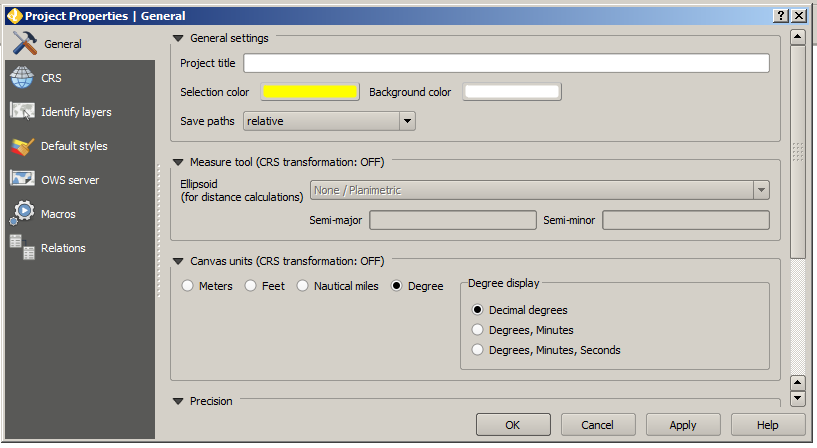 Project Properties | General
General
CRS
Identify layers
Default styles
OWS server
Macros
Relations
General settings
Project title
Selection color Background color
Save paths relative
Measure tool (CRS transformation: OFF)
Ellipsoid
(for distance calculations) None / Planimetric
Semi-major Semi-minor
Canvas units (CRS transformation: OFF)
Meters Feet Nautical miles Degree
Degree display
Decimal degrees
Degrees, Minutes
Degrees, Minutes, Seconds
Precision
OK Cancel Apply Help